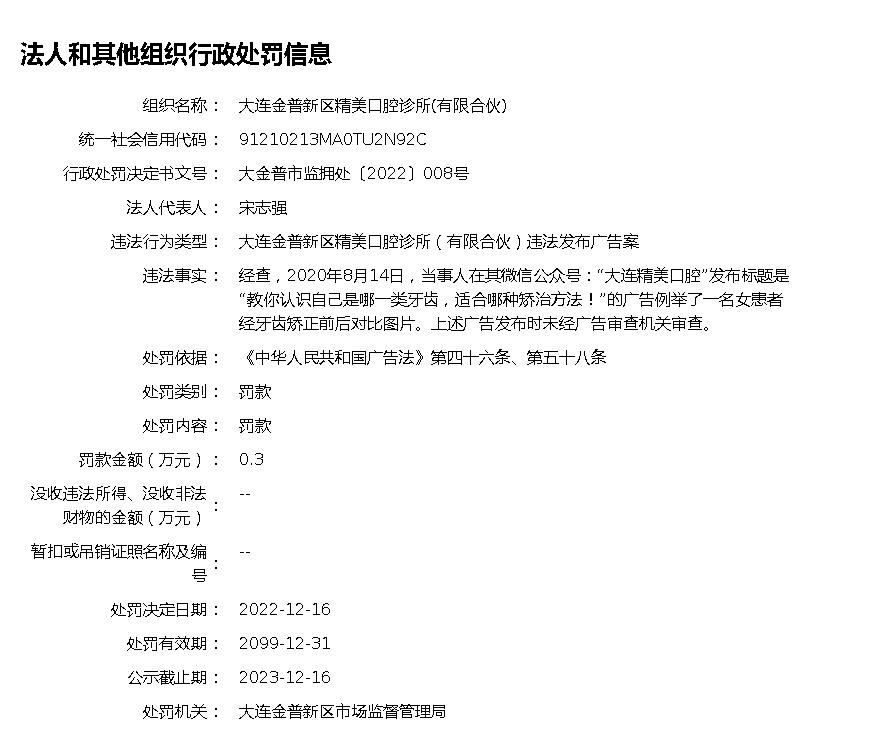 法人和其他组织行政处罚信息
组织名称： 大连金普新区精美口腔诊所(有限合伙)
统一社会信用代码： 91210213MA0TU2N92C
行政处罚决定书文号： 大金普市监拥处〔2022〕008号
法人代表人： 宋志强
违法行为类型： 大连金普新区精美口腔诊所（有限合伙）违法发布广告案
违法事实： 经查，2020年8月14日，当事人在其微信公众号：“大连精美口腔”发布标题是
“教你认识自己是哪一类牙齿，适合哪种矫治方法！”的广告例举了一名女患者
经牙齿矫正前后对比图片。上述广告发布时未经广告审查机关审查。
处罚依据： 《中华人民共和国广告法》第四十六条、第五十八条
处罚类别： 罚款
处罚内容： 罚款
罚款金额（万元）： 0.3
没收违法所得、没收非法
财物的金额（万元）： --
暂扣或吊销证照名称及编
号： --
处罚决定日期： 2022-12-16
处罚有效期： 2099-12-31
公示截止期： 2023-12-16
处罚机关： 大连金普新区市场监督管理局